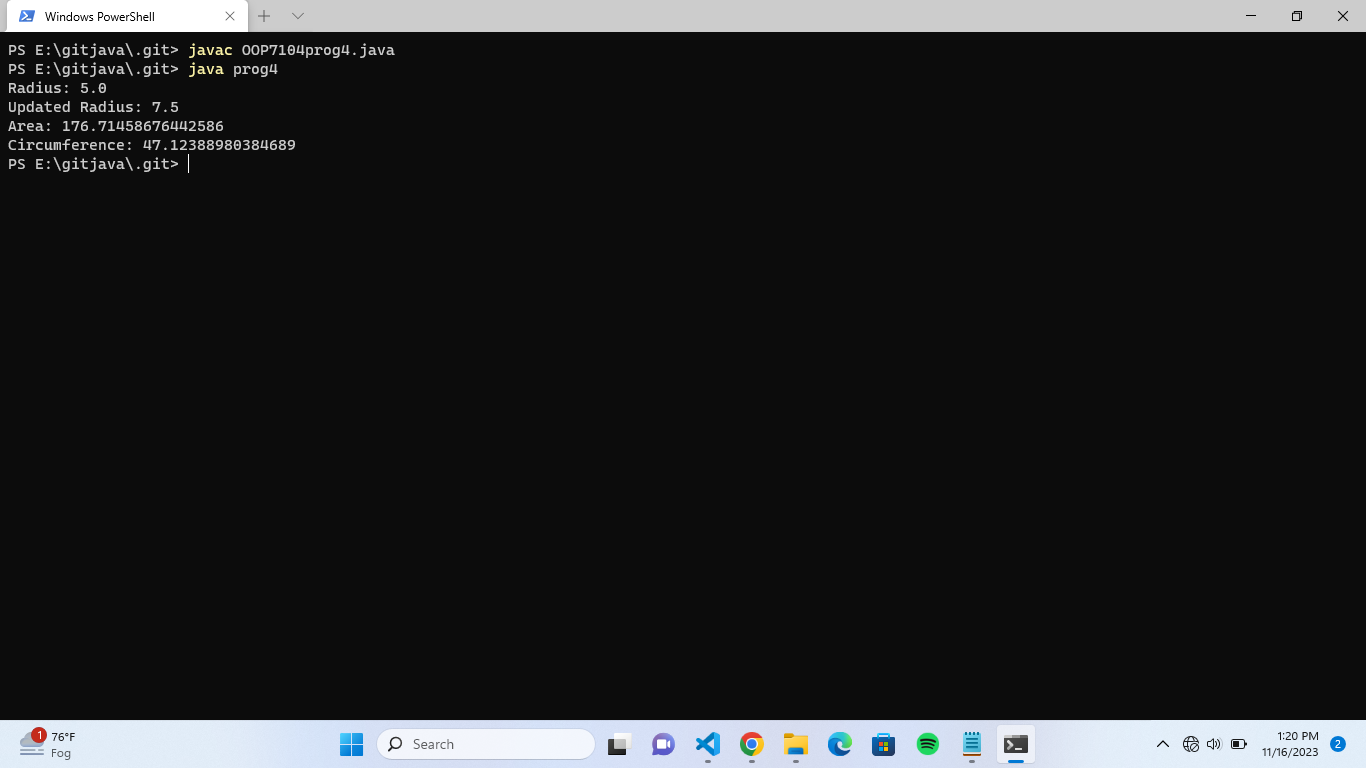 Windows PowerShell
PS E:\gitjava\.git> javac OOP7104prog4.java
PS E:\gitjava\.git> java prog4
Radius: 5.0
Updated Radius: 7.5
Area: 176.71458676442586
Circumference: 47.12388980384689
PS E:\gitjava\.git>
1
76°F
Fog
Search
1:20 PM
11/16/2023
2